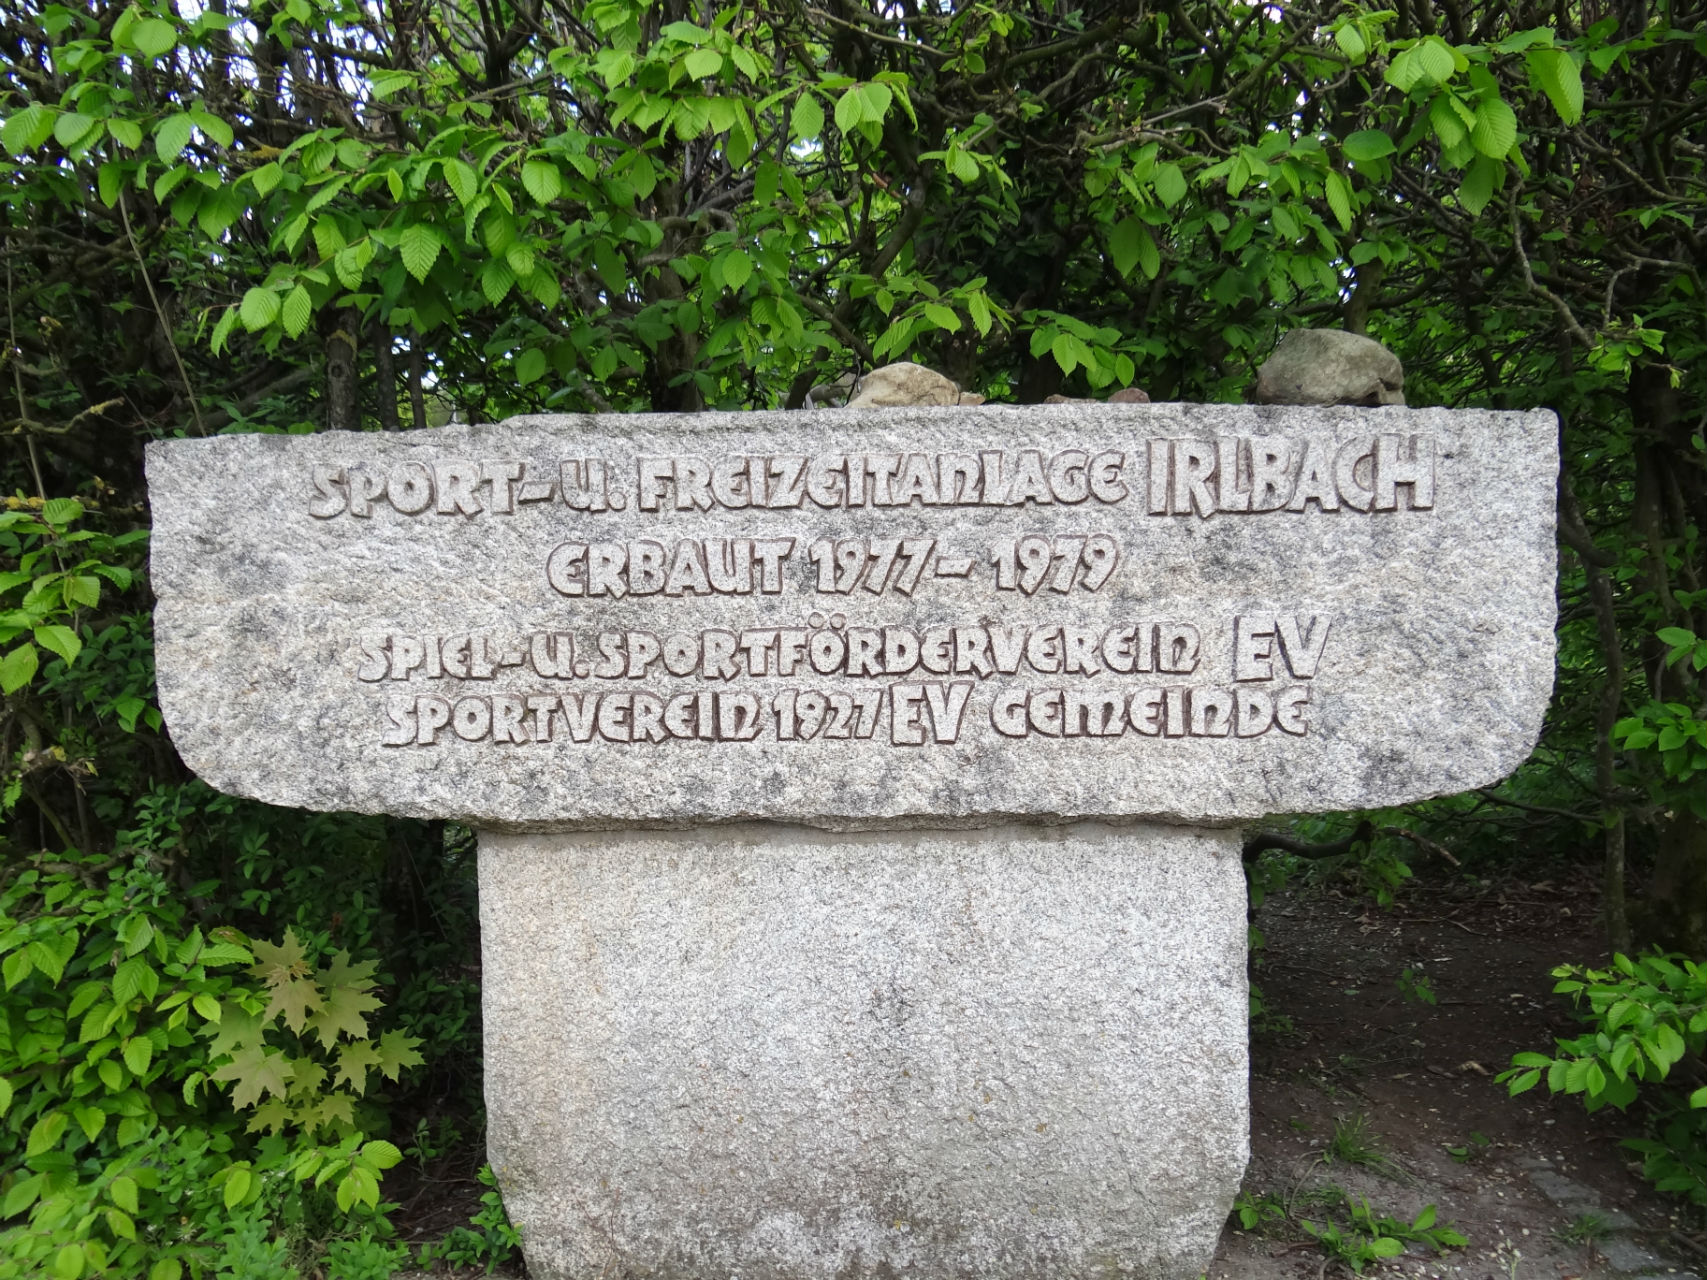 SPORT-U. FREIZEITANLAGE IRLBACH
ERBAUT 1977-1979
SPIEL-U. SPORTFÖRDERVEREIN EV
SPORTVEREIN 1927 EV GEMEINDE